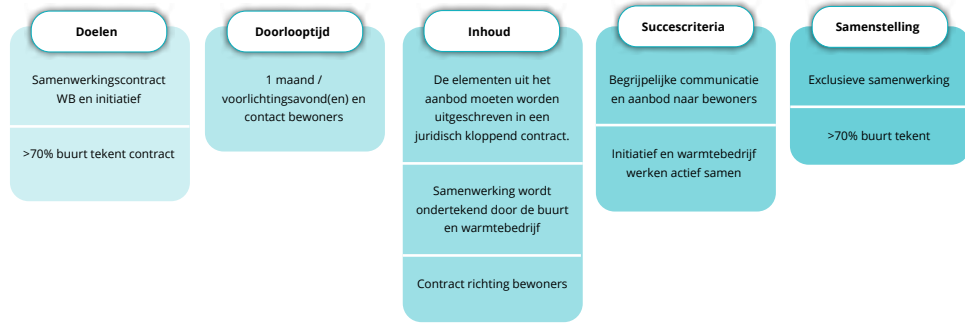 Doelen
Samenwerkingscontract
WB en initiatief
>70% buurt tekent contract
Doorlooptijd
1 maand /
voorlichtingsavond(en) en
contact bewoners
Inhoud
De elementen uit het
aanbod moeten worden
uitgeschreven in een
juridisch kloppend contract.
Samenwerking wordt
ondertekend door de buurt
en warmtebedrijf
Contract richting bewoners
Succescriteria
Begrijpelijke communicatie
en aanbod naar bewoners
Initiatief en warmtebedrijf
werken actief samen
Samenstelling
Exclusieve samenwerking
>70% buurt tekent